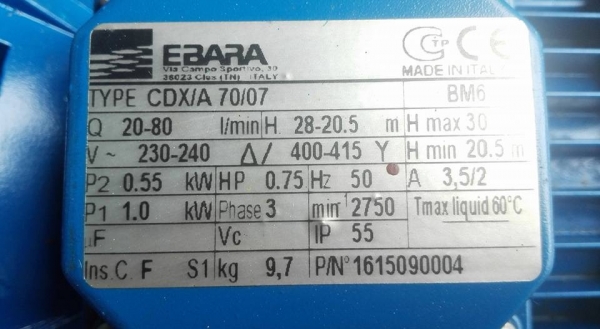 EBARA
Via Campo Sportivo, 30
38023 Cles (TN) ITALY
CTP CE
MADE IN ITALY
TYPE CDX/A 70/07 BM6
Q 20-80 l/min H 28-20.5 m H max 30
V~ 230-240 Δ/ 400-415 Y H min 20.5 m
P2 0.55 kW HP 0.75 Hz 50 A 3,5/2
P1 1.0 kW Phase 3 min⁻¹ 2750 Tmax liquid 60°C
µF Vc IP 55
Ins.C. F S1 kg 9,7 P/N° 1615090004